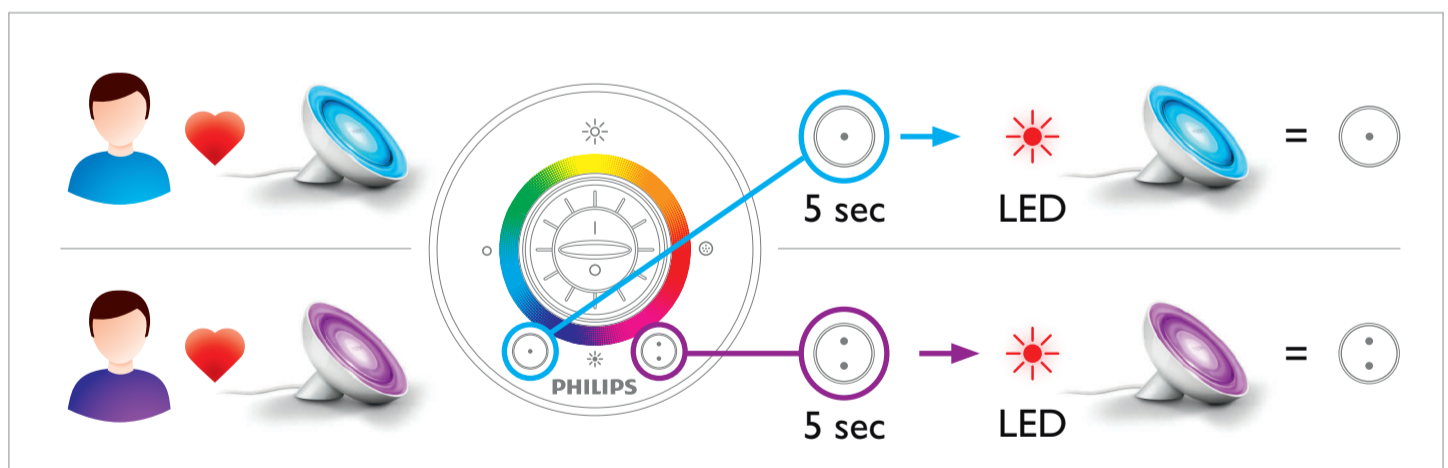 5 sec
LED
=
PHILIPS
5 sec
LED
=